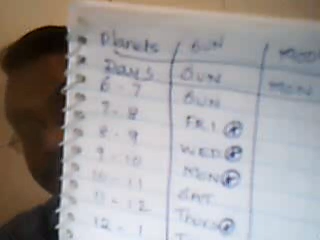 Planets SUN MOON
Days SUN MON
6 - 7 SUN
7 - 8 FRI
8 - 9 WED
9 - 10 MON
10 - 11 SAT
11 - 12 THURS
12 - 1